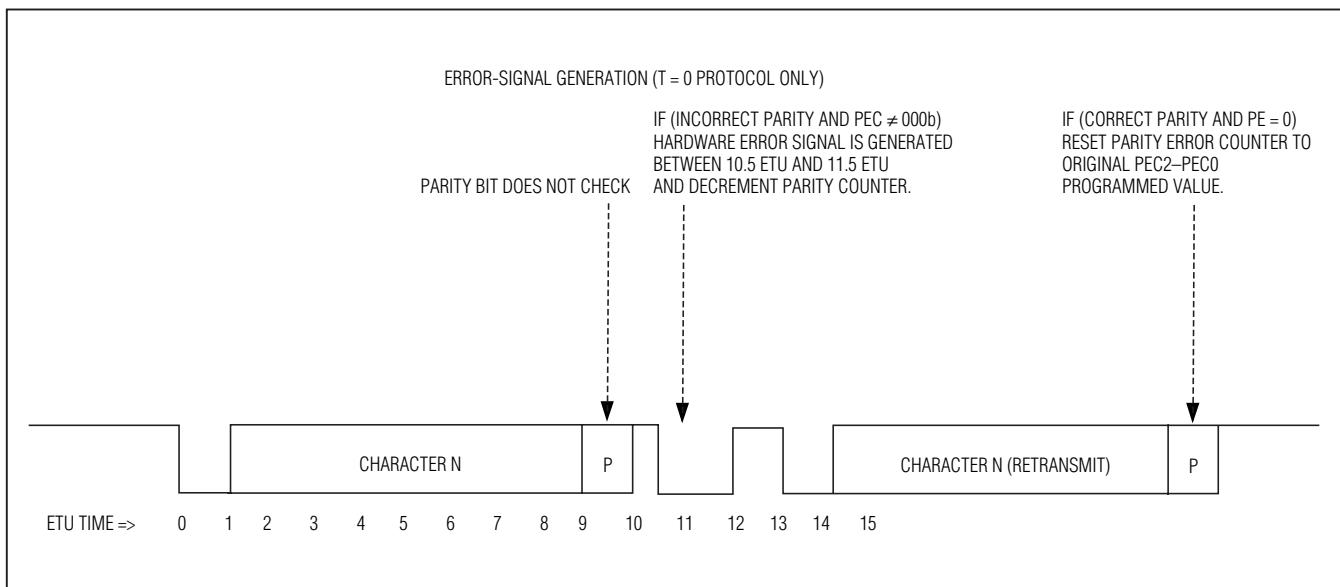 ERROR-SIGNAL GENERATION (T = 0 PROTOCOL ONLY)
PARITY BIT DOES NOT CHECK
IF (INCORRECT PARITY AND PEC ≠ 000b)
HARDWARE ERROR SIGNAL IS GENERATED
BETWEEN 10.5 ETU AND 11.5 ETU
AND DECREMENT PARITY COUNTER.
IF (CORRECT PARITY AND PE = 0)
RESET PARITY ERROR COUNTER TO
ORIGINAL PEC2–PEC0
PROGRAMMED VALUE.
CHARACTER N P CHARACTER N (RETRANSMIT) P
ETU TIME => 0 1 2 3 4 5 6 7 8 9 10 11 12 13 14 15